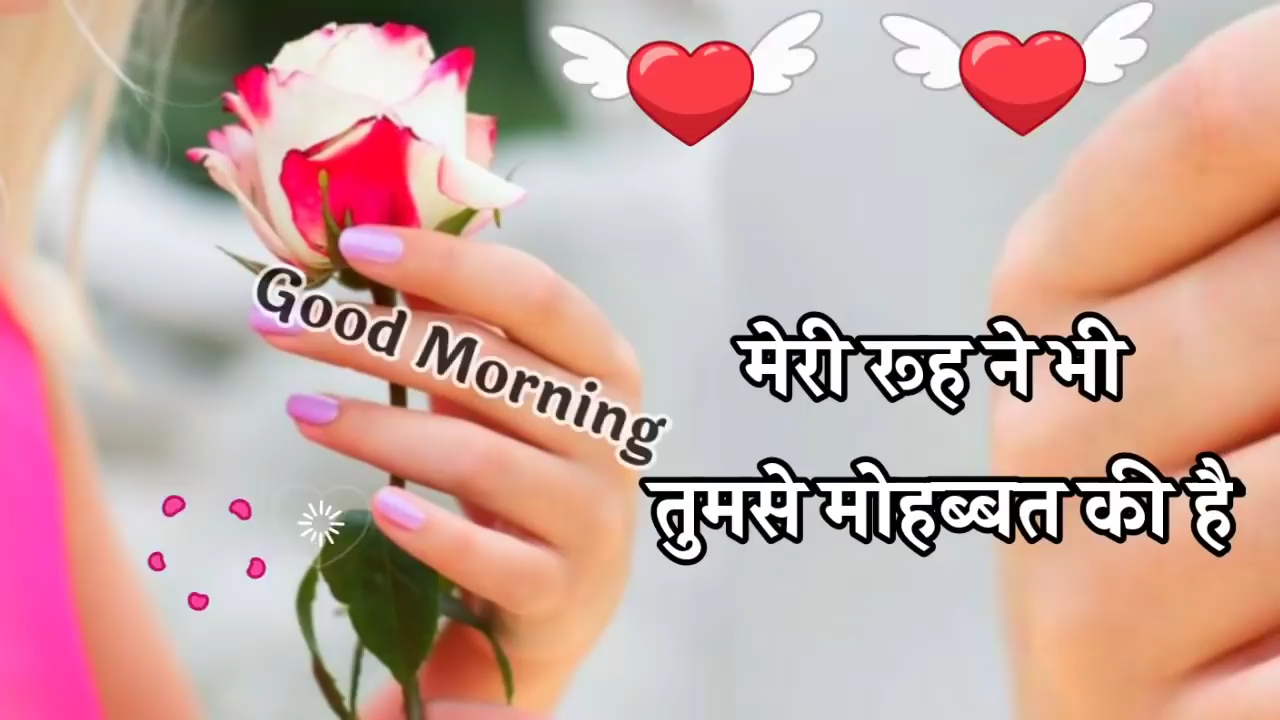 Good Morning
मेरी रूह ने भी
तुमसे मोहब्बत की है